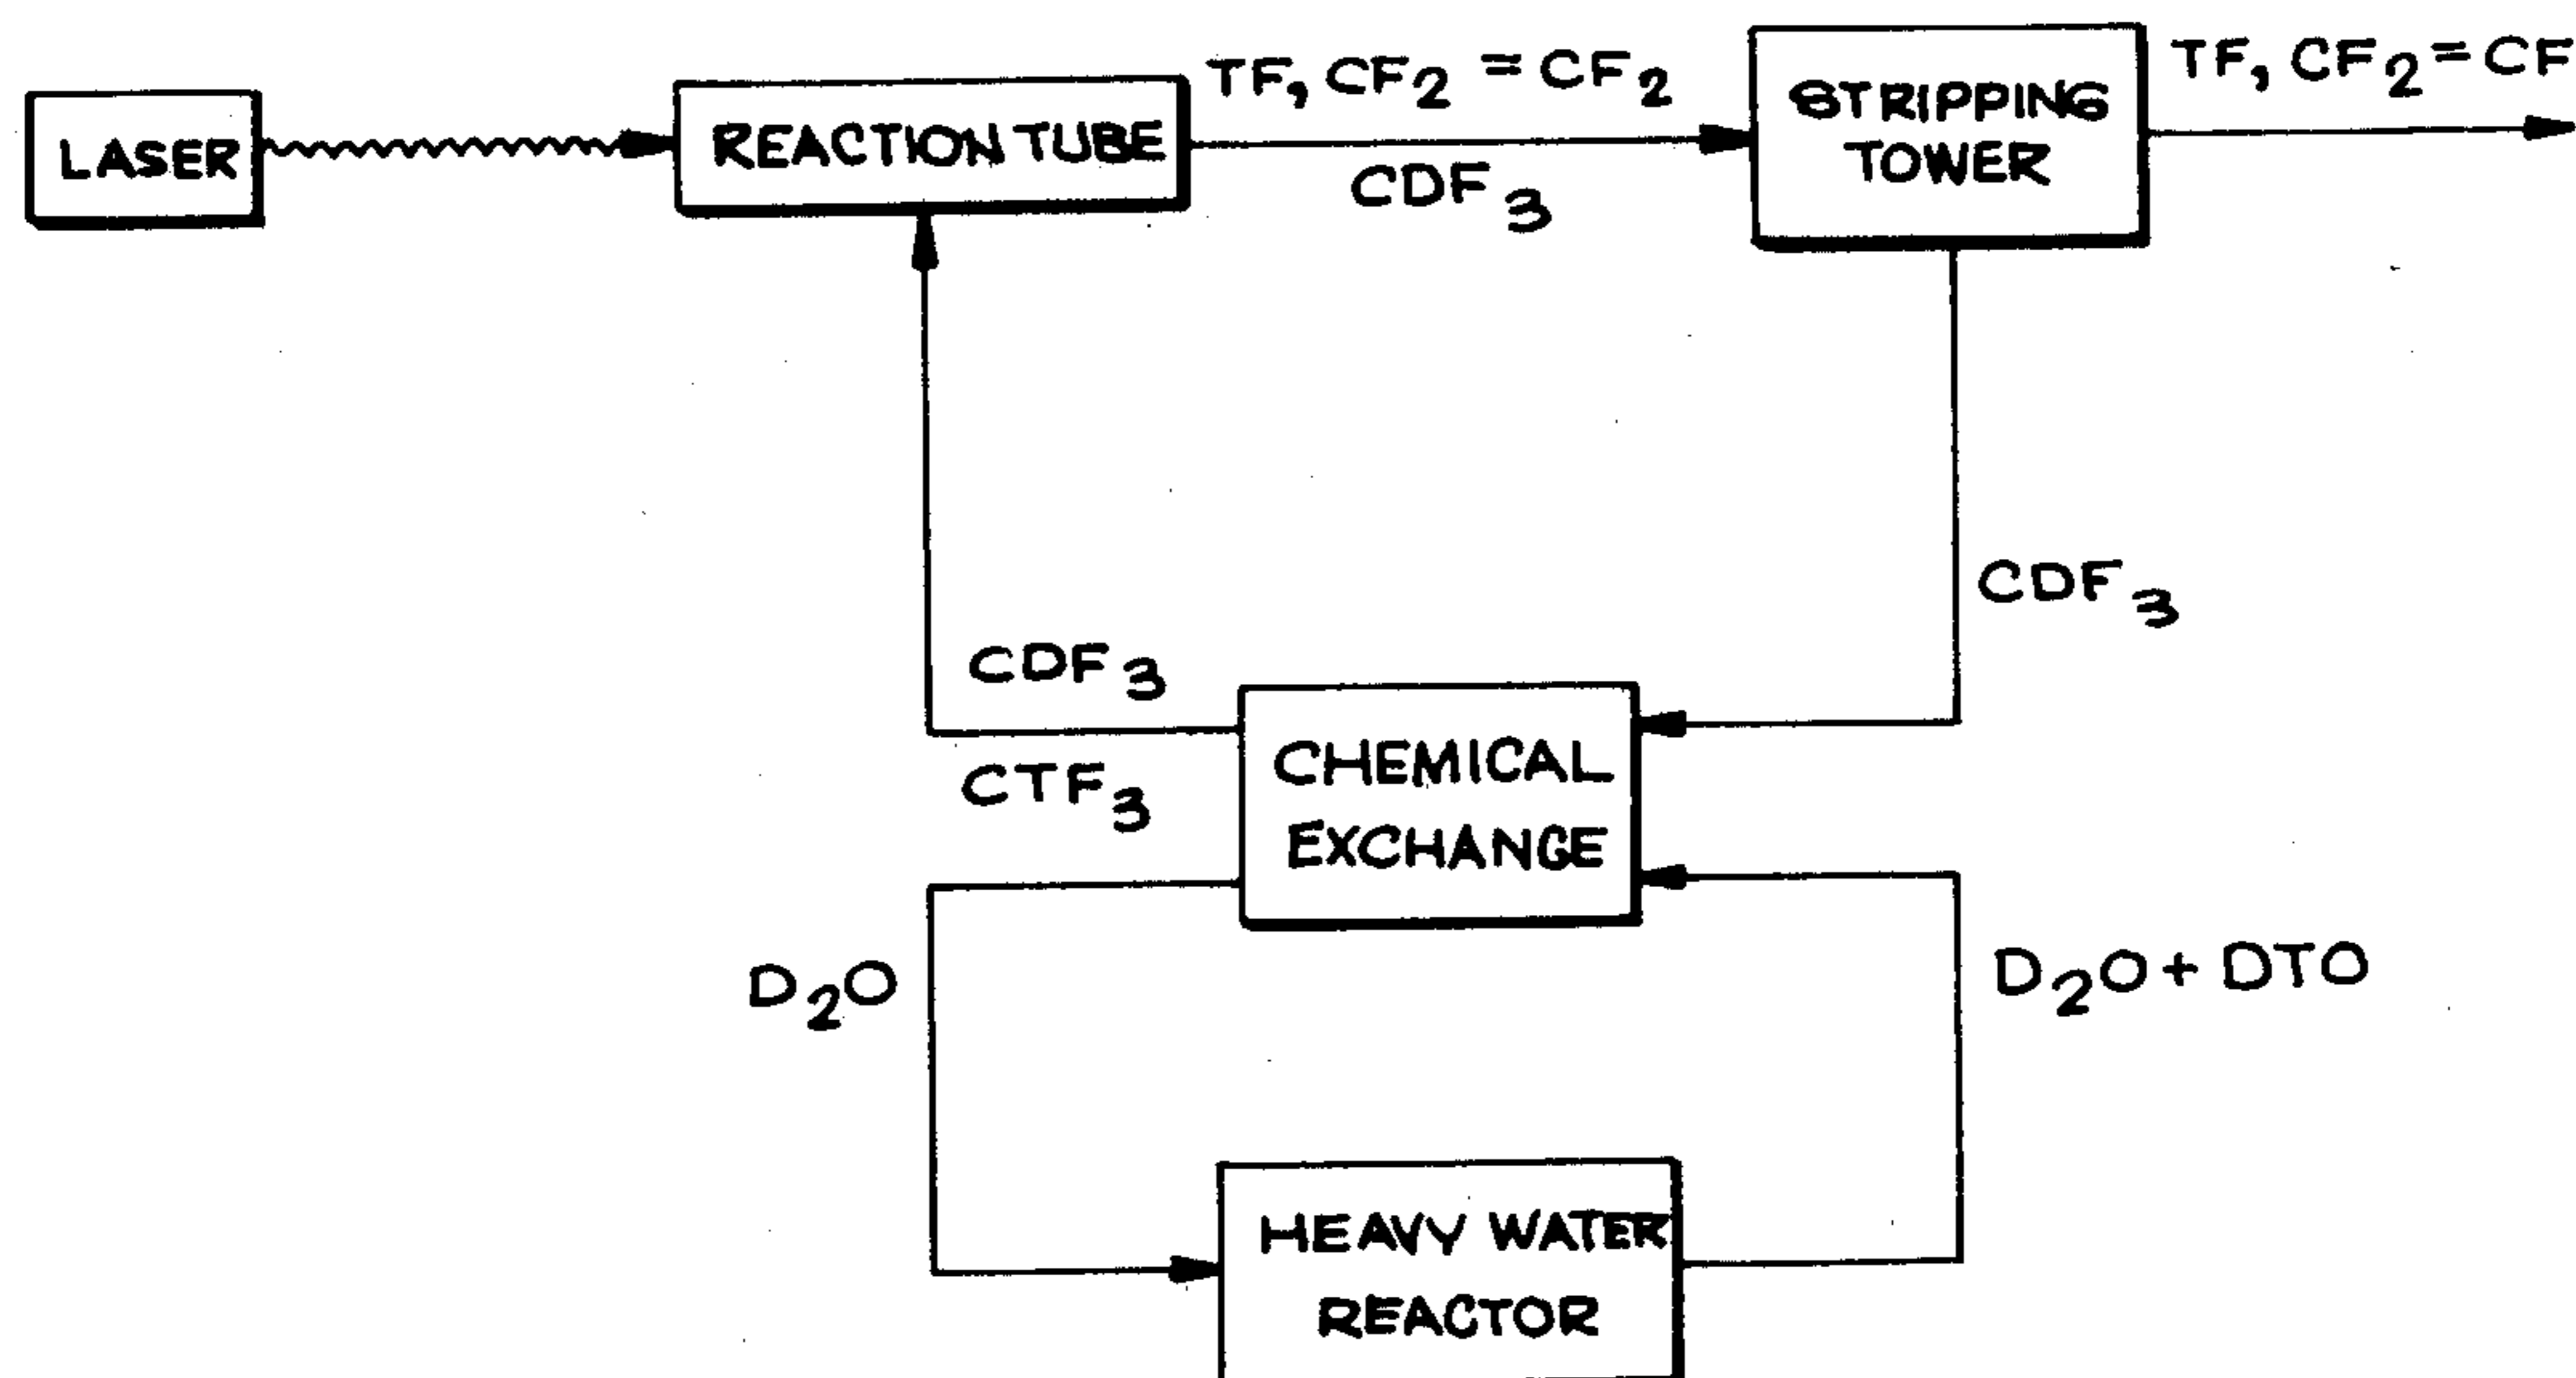 LASER
REACTION TUBE
TF, CF₂ = CF₂
CDF₃
STRIPPING
TOWER
TF, CF₂ = CF
CDF₃
CDF₃
CTF₃
CHEMICAL
EXCHANGE
D₂O
D₂O + DTO
HEAVY WATER
REACTOR